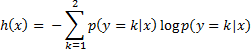 h(x) = −∑_{k=1}^{2} p(y = k|x) log p(y = k|x)